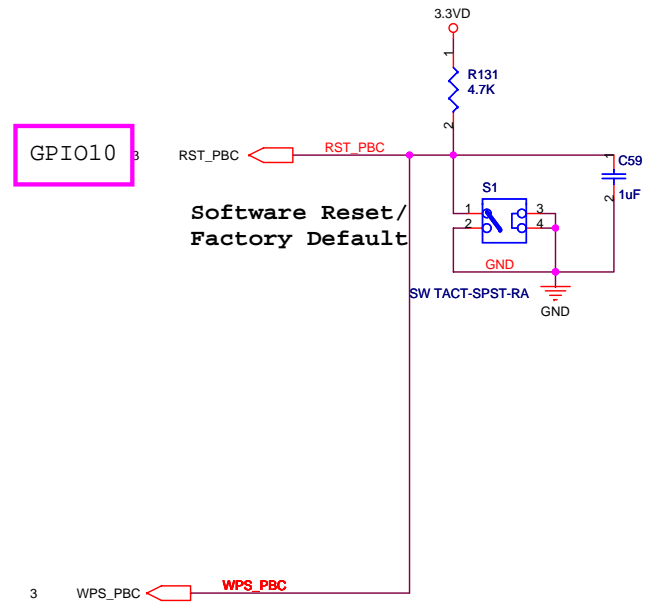 3.3VD
1
R131
4.7K
2
GPIO10
3
RST_PBC
RST_PBC
1
C59
1uF
2
S1
1
2
3
4
Software Reset/
Factory Default
GND
SW TACT-SPST-RA
GND
3
WPS_PBC
WPS_PBC